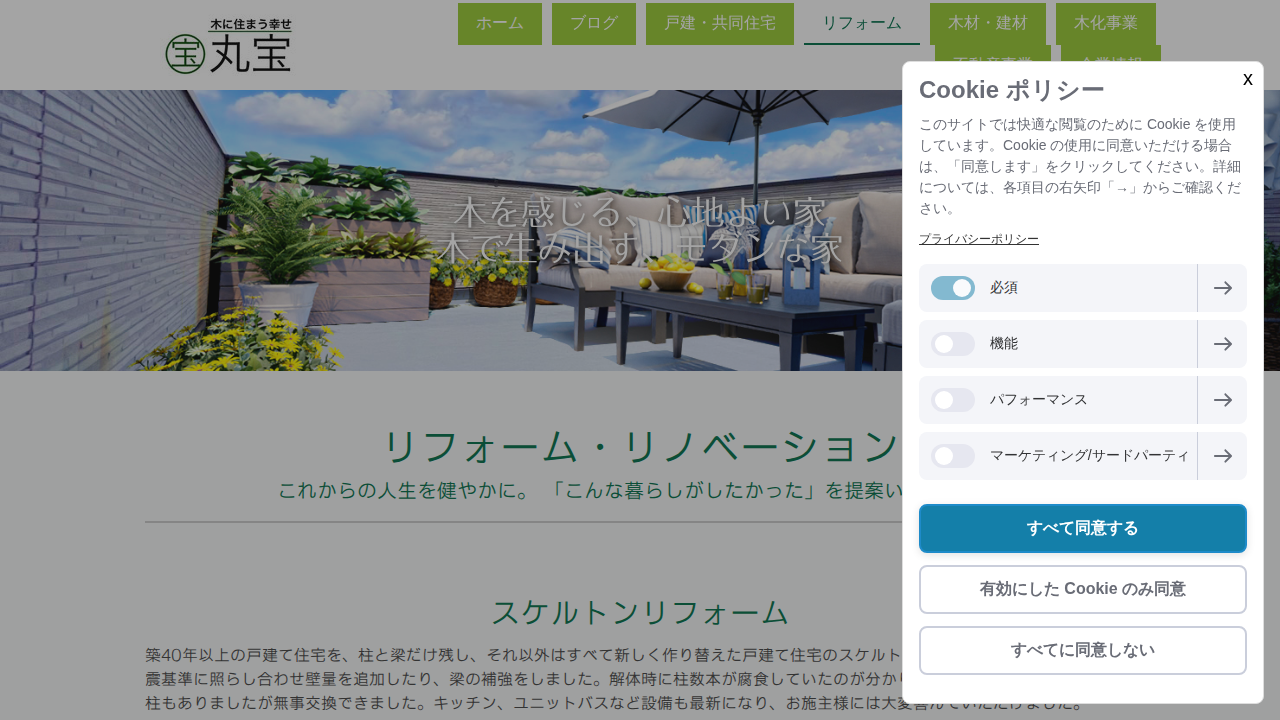 木に住まう幸せ
宝 丸宝
ホーム
ブログ
戸建・共同住宅
リフォーム
木材・建材
木化事業
Cookie ポリシー
x
このサイトでは快適な閲覧のために Cookie を使用
しています。Cookie の使用に同意いただける場合
は、「同意します」をクリックしてください。詳細
については、各項目の右矢印「→」からご確認くだ
さい。
プライバシーポリシー
必須
機能
パフォーマンス
マーケティング/サードパーティ
すべて同意する
有効にした Cookie のみ同意
すべてに同意しない
木を感じる、心地よい家
木で生み出す、モダンな家
リフォーム・リノベーション
これからの人生を健やかに。 「こんな暮らしがしたかった」を提案い
スケルトンリフォーム
築40年以上の戸建て住宅を、柱と梁だけ残し、それ以外はすべて新しく作り替えた戸建て住宅のスケルト
震基準に照らし合わせ壁量を追加したり、梁の補強をしました。解体時に柱数本が腐食していたのが分か
柱もありましたが無事交換できました。キッチン、ユニットバスなど設備も最新になり、お施主様には大変喜んでいただけました。